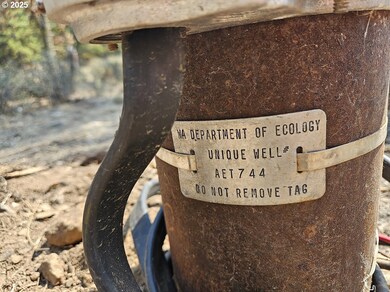 © 2025
WA DEPARTMENT OF ECOLOGY
UNIQUE WELL#
AET744
DO NOT REMOVE TAG